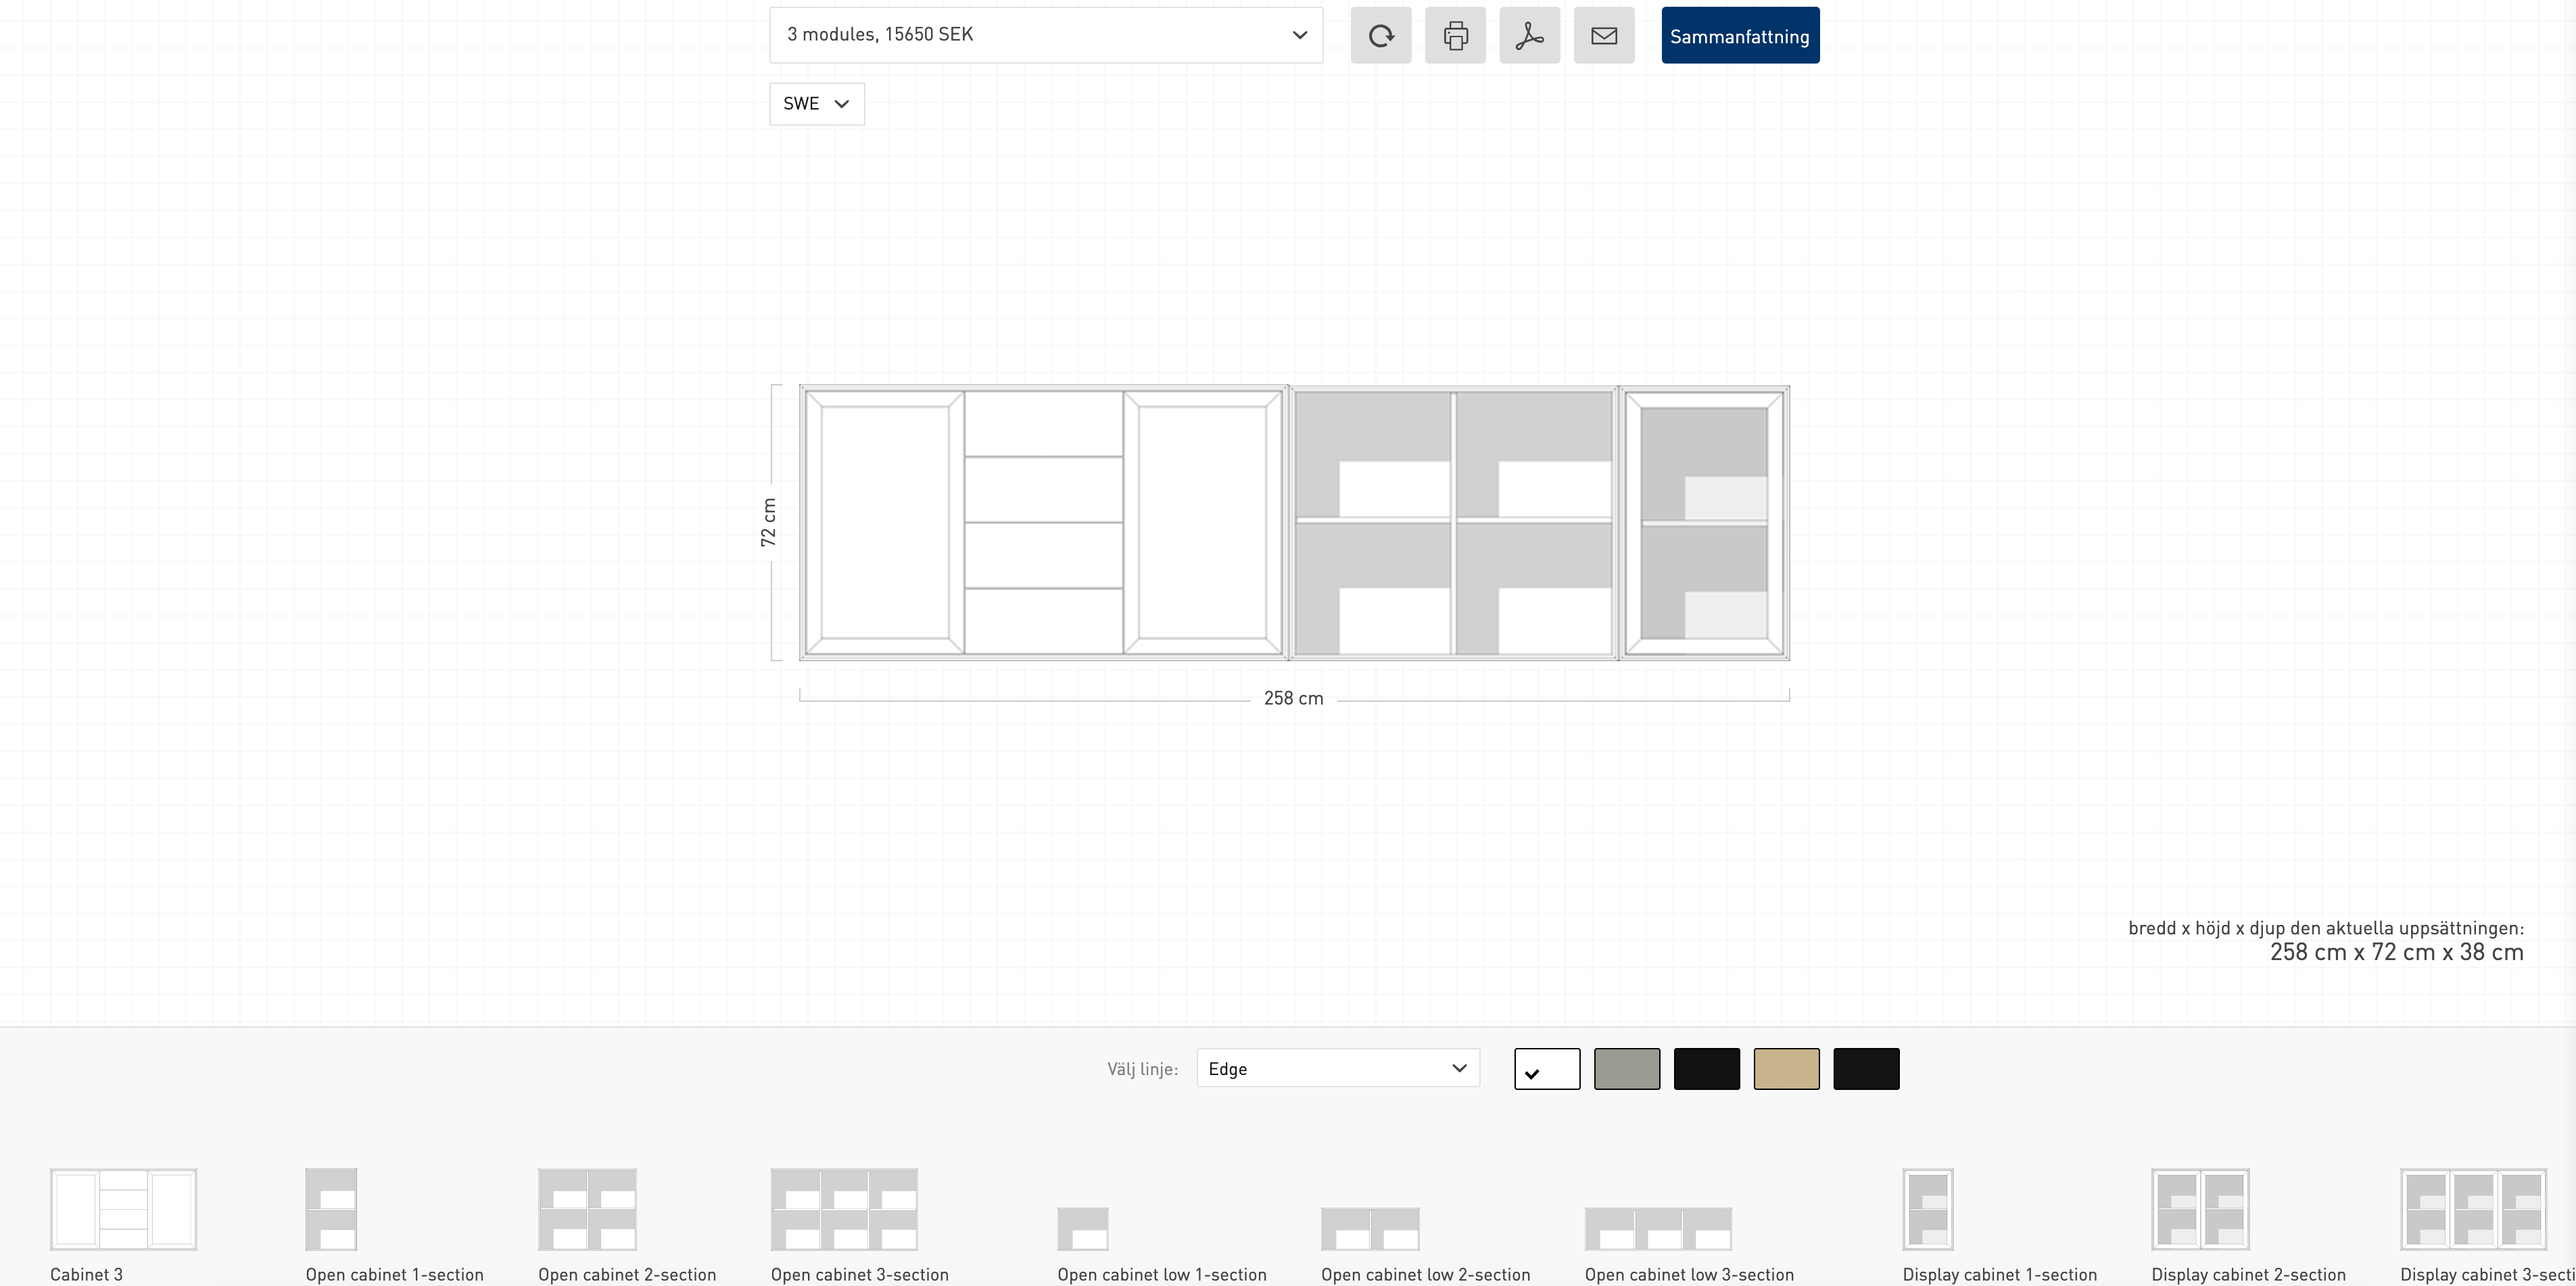 3 modules, 15650 SEK
Sammanfattning
SWE
72 cm
258 cm
bredd x höjd x djup den aktuella uppsättningen:
258 cm x 72 cm x 38 cm
Välj linje:
Edge
Cabinet 3
Open cabinet 1-section
Open cabinet 2-section
Open cabinet 3-section
Open cabinet low 1-section
Open cabinet low 2-section
Open cabinet low 3-section
Display cabinet 1-section
Display cabinet 2-section
Display cabinet 3-secti